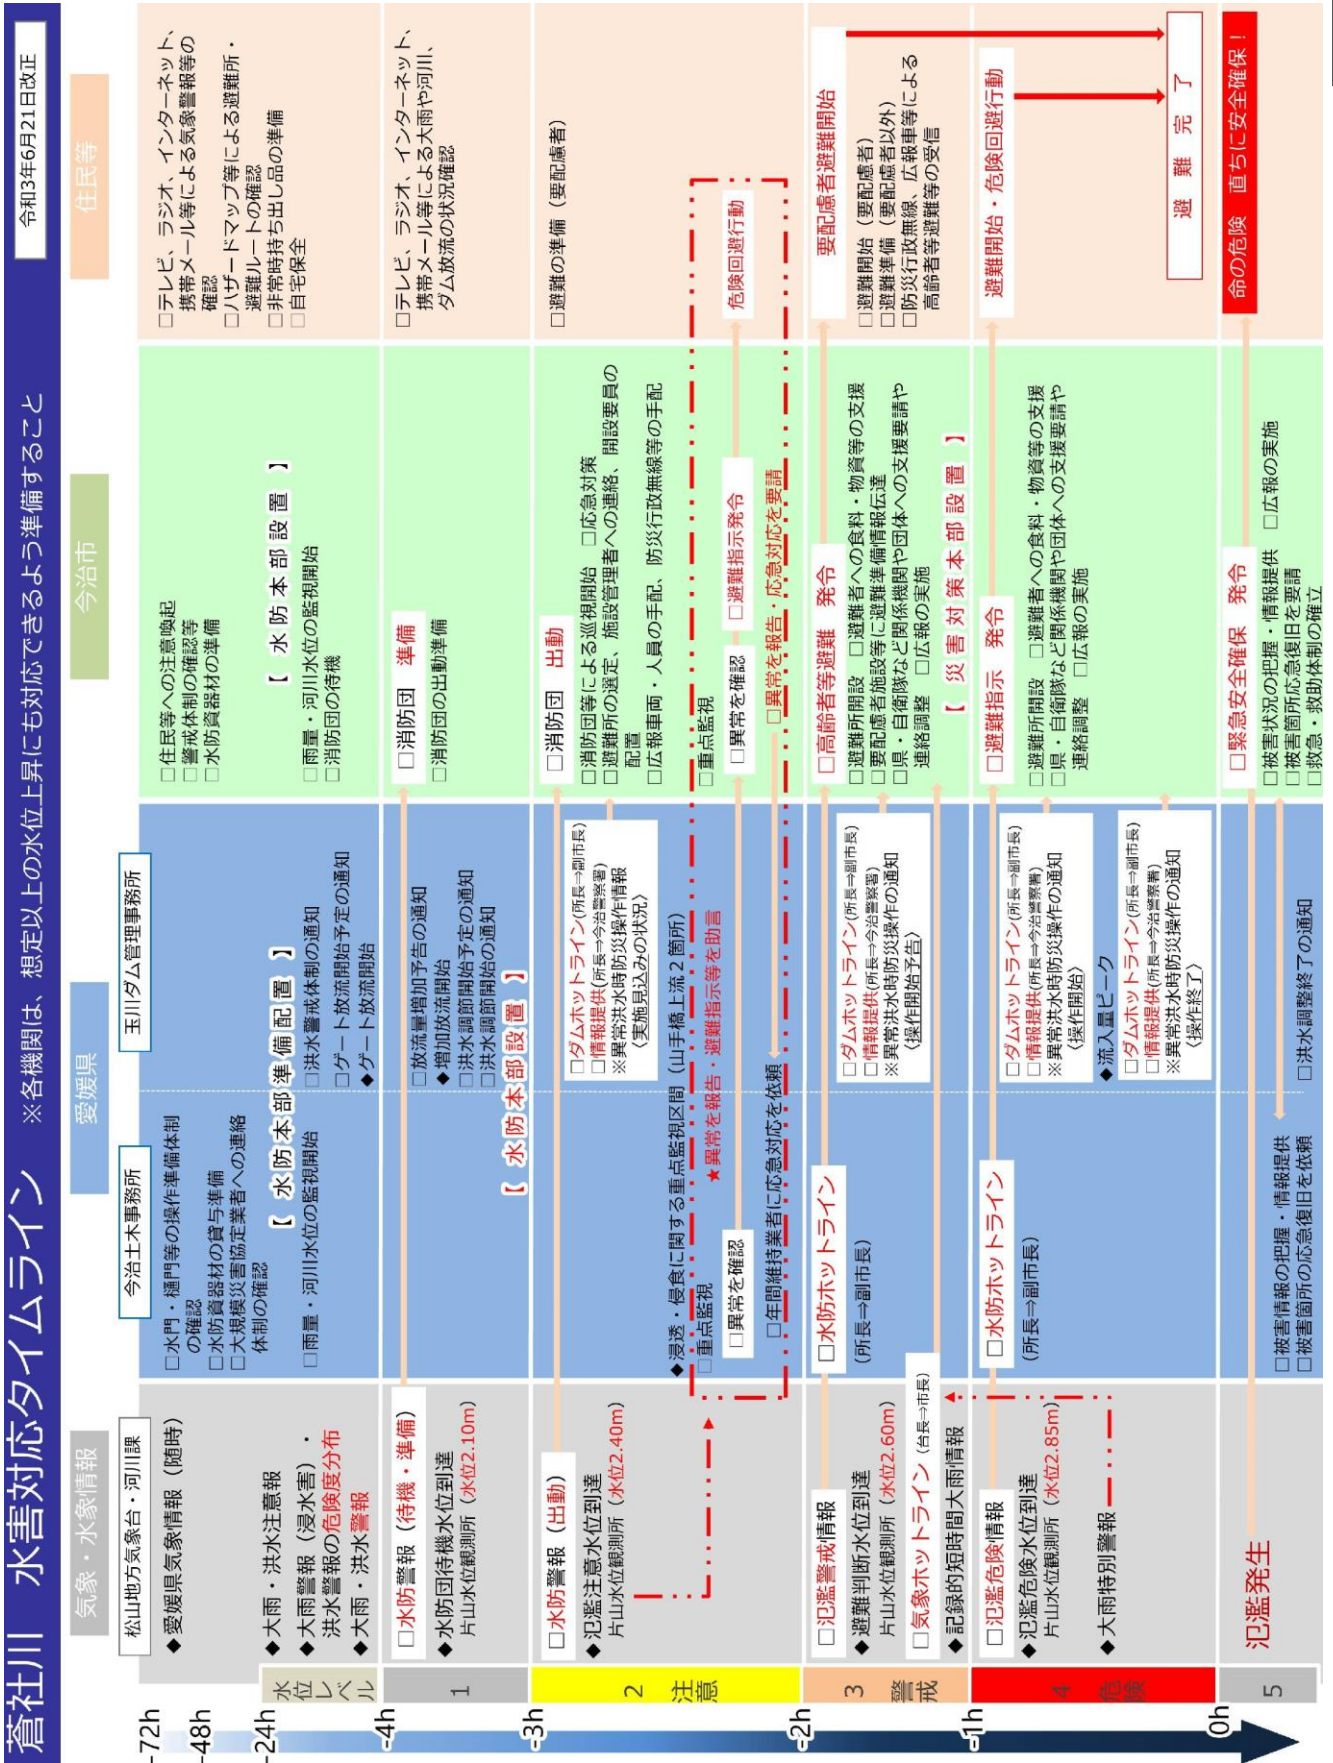 蒼社川　水害対応タイムライン　※各機関は、想定以上の水位上昇にも対応できるよう準備すること
令和3年6月21日改正
気象・水象情報
愛媛県
今治市
住民等
松山地方気象台・河川課
今治土木事務所
玉川ダム管理事務所
-72h
-48h
-24h
-4h
-3h
-2h
-1h
0h
水位レベル
1
2
注意
3
警戒
4
危険
5
◆愛媛県気象情報（随時）
◆大雨・洪水注意報
◆大雨警報（浸水害）・
洪水警報の危険度分布
◆大雨・洪水警報
□水門・樋門等の操作準備体制
の確認
□水防資器材の貸与準備
□大規模災害協定業者への連絡
体制の確認
【 水防本部準備配置 】
□雨量・河川水位の監視開始
□洪水警戒体制の通知
□ゲート放流開始予定の通知
◆ゲート放流開始
□住民等への注意喚起
□警戒体制の確認等
□水防資器材の準備
【 水防本部設置 】
□雨量・河川水位の監視開始
□消防団の待機
□テレビ、ラジオ、インターネット、
携帯メール等による気象警報等の
確認
□ハザードマップ等による避難所・
避難ルートの確認
□非常時持ち出し品の準備
□自宅保全
□水防警報（待機・準備）
◆水防団待機水位到達
片山水位観測所（水位2.10m）
□放流量増加予告の通知
◆増加放流開始
□洪水調節開始予定の通知
□洪水調節開始の通知
【 水防本部設置 】
□消防団　準備
□消防団の出動準備
□テレビ、ラジオ、インターネット、
携帯メール等による大雨や河川、
ダム放流の状況確認
□水防警報（出動）
◆氾濫注意水位到達
片山水位観測所（水位2.40m）
□ダムホットライン(所長⇒副市長)
□情報提供(所長⇒今治警察署)
※異常洪水時防災操作情報
〈実施見込みの状況〉
◆浸透・侵食に関する重点監視区間（山手橋上流２箇所）
□重点監視
★異常を報告・避難指示等を助言
□異常を確認
□年間維持業者に応急対応を依頼
□消防団　出動
□消防団等による巡視開始　□応急対策
□避難所の選定、施設管理者への連絡、開設要員の
配置
□広報車両・人員の手配、防災行政無線等の手配
□重点監視
□異常を確認
□避難指示発令
□異常を報告・応急対応を要請
□避難の準備（要配慮者）
危険回避行動
□氾濫警戒情報
◆避難判断水位到達
片山水位観測所（水位2.60m）
□気象ホットライン（台長⇒市長）
◆記録的短時間大雨情報
□水防ホットライン
(所長⇒副市長)
□ダムホットライン(所長⇒副市長)
□情報提供(所長⇒今治警察署)
※異常洪水時防災操作の通知
〈操作開始予告〉
□高齢者等避難　発令
□避難所開設　□避難者への食料・物資等の支援
□要配慮者施設等に避難準備情報伝達
□県・自衛隊など関係機関や団体への支援要請や
連絡調整　□広報の実施
【 災害対策本部設置 】
要配慮者避難開始
□避難開始（要配慮者）
□避難準備（要配慮者以外）
□防災行政無線、広報車等による
高齢者等避難等の受信
□氾濫危険情報
◆氾濫危険水位到達
片山水位観測所（水位2.85m）
◆大雨特別警報
□水防ホットライン
(所長⇒副市長)
□ダムホットライン(所長⇒副市長)
□情報提供(所長⇒今治警察署)
※異常洪水時防災操作の通知
〈操作開始〉
◆流入量ピーク
□ダムホットライン(所長⇒副市長)
□情報提供(所長⇒今治警察署)
※異常洪水時防災操作の通知
〈操作終了〉
□避難指示　発令
□避難所開設　□避難者への食料・物資等の支援
□県・自衛隊など関係機関や団体への支援要請や
連絡調整　□広報の実施
避難開始・危険回避行動
避　難　完　了
氾濫発生
□被害情報の把握・情報提供
□被害箇所の応急復旧を依頼
□洪水調整終了の通知
□緊急安全確保　発令
□被害状況の把握・情報提供　□広報の実施
□被害箇所応急復旧を要請
□救急・救助体制の確立
命の危険　直ちに安全確保！